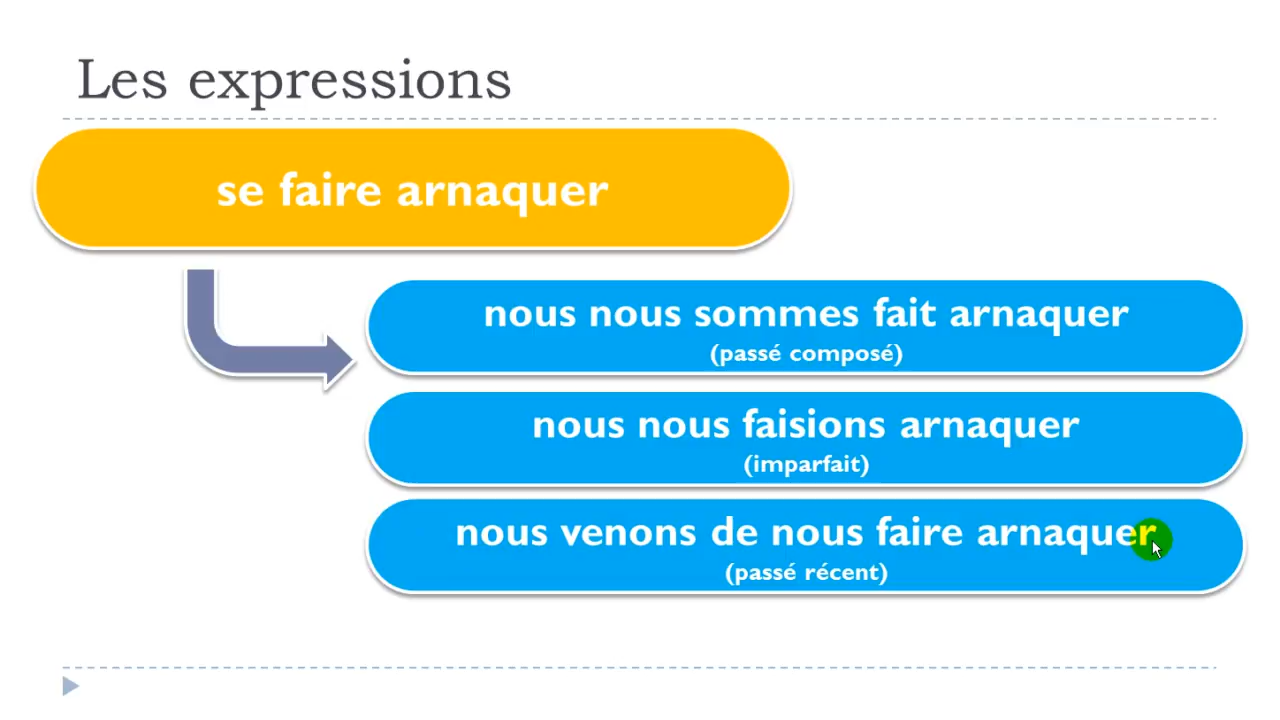 Les expressions
se faire arnaquer
nous nous sommes fait arnaquer
(passé composé)
nous nous faisions arnaquer
(imparfait)
nous venons de nous faire arnaquer
(passé récent)